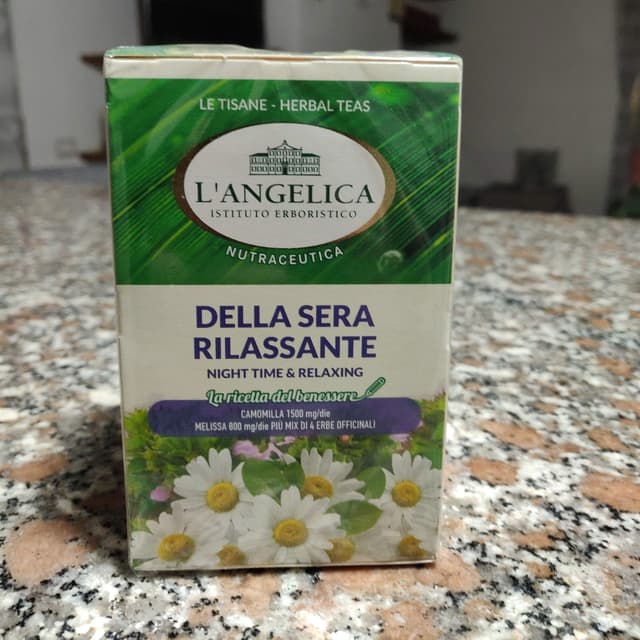 LE TISANE - HERBAL TEAS
L'ANGELICA
ISTITUTO ERBORISTICO
NUTRACEUTICA
DELLA SERA
RILASSANTE
NIGHT TIME & RELAXING
La ricetta del benessere
CAMOMILLA 1500 mg/die
MELISSA 800 mg/die PIÙ MIX DI 4 ERBE OFFICINALI